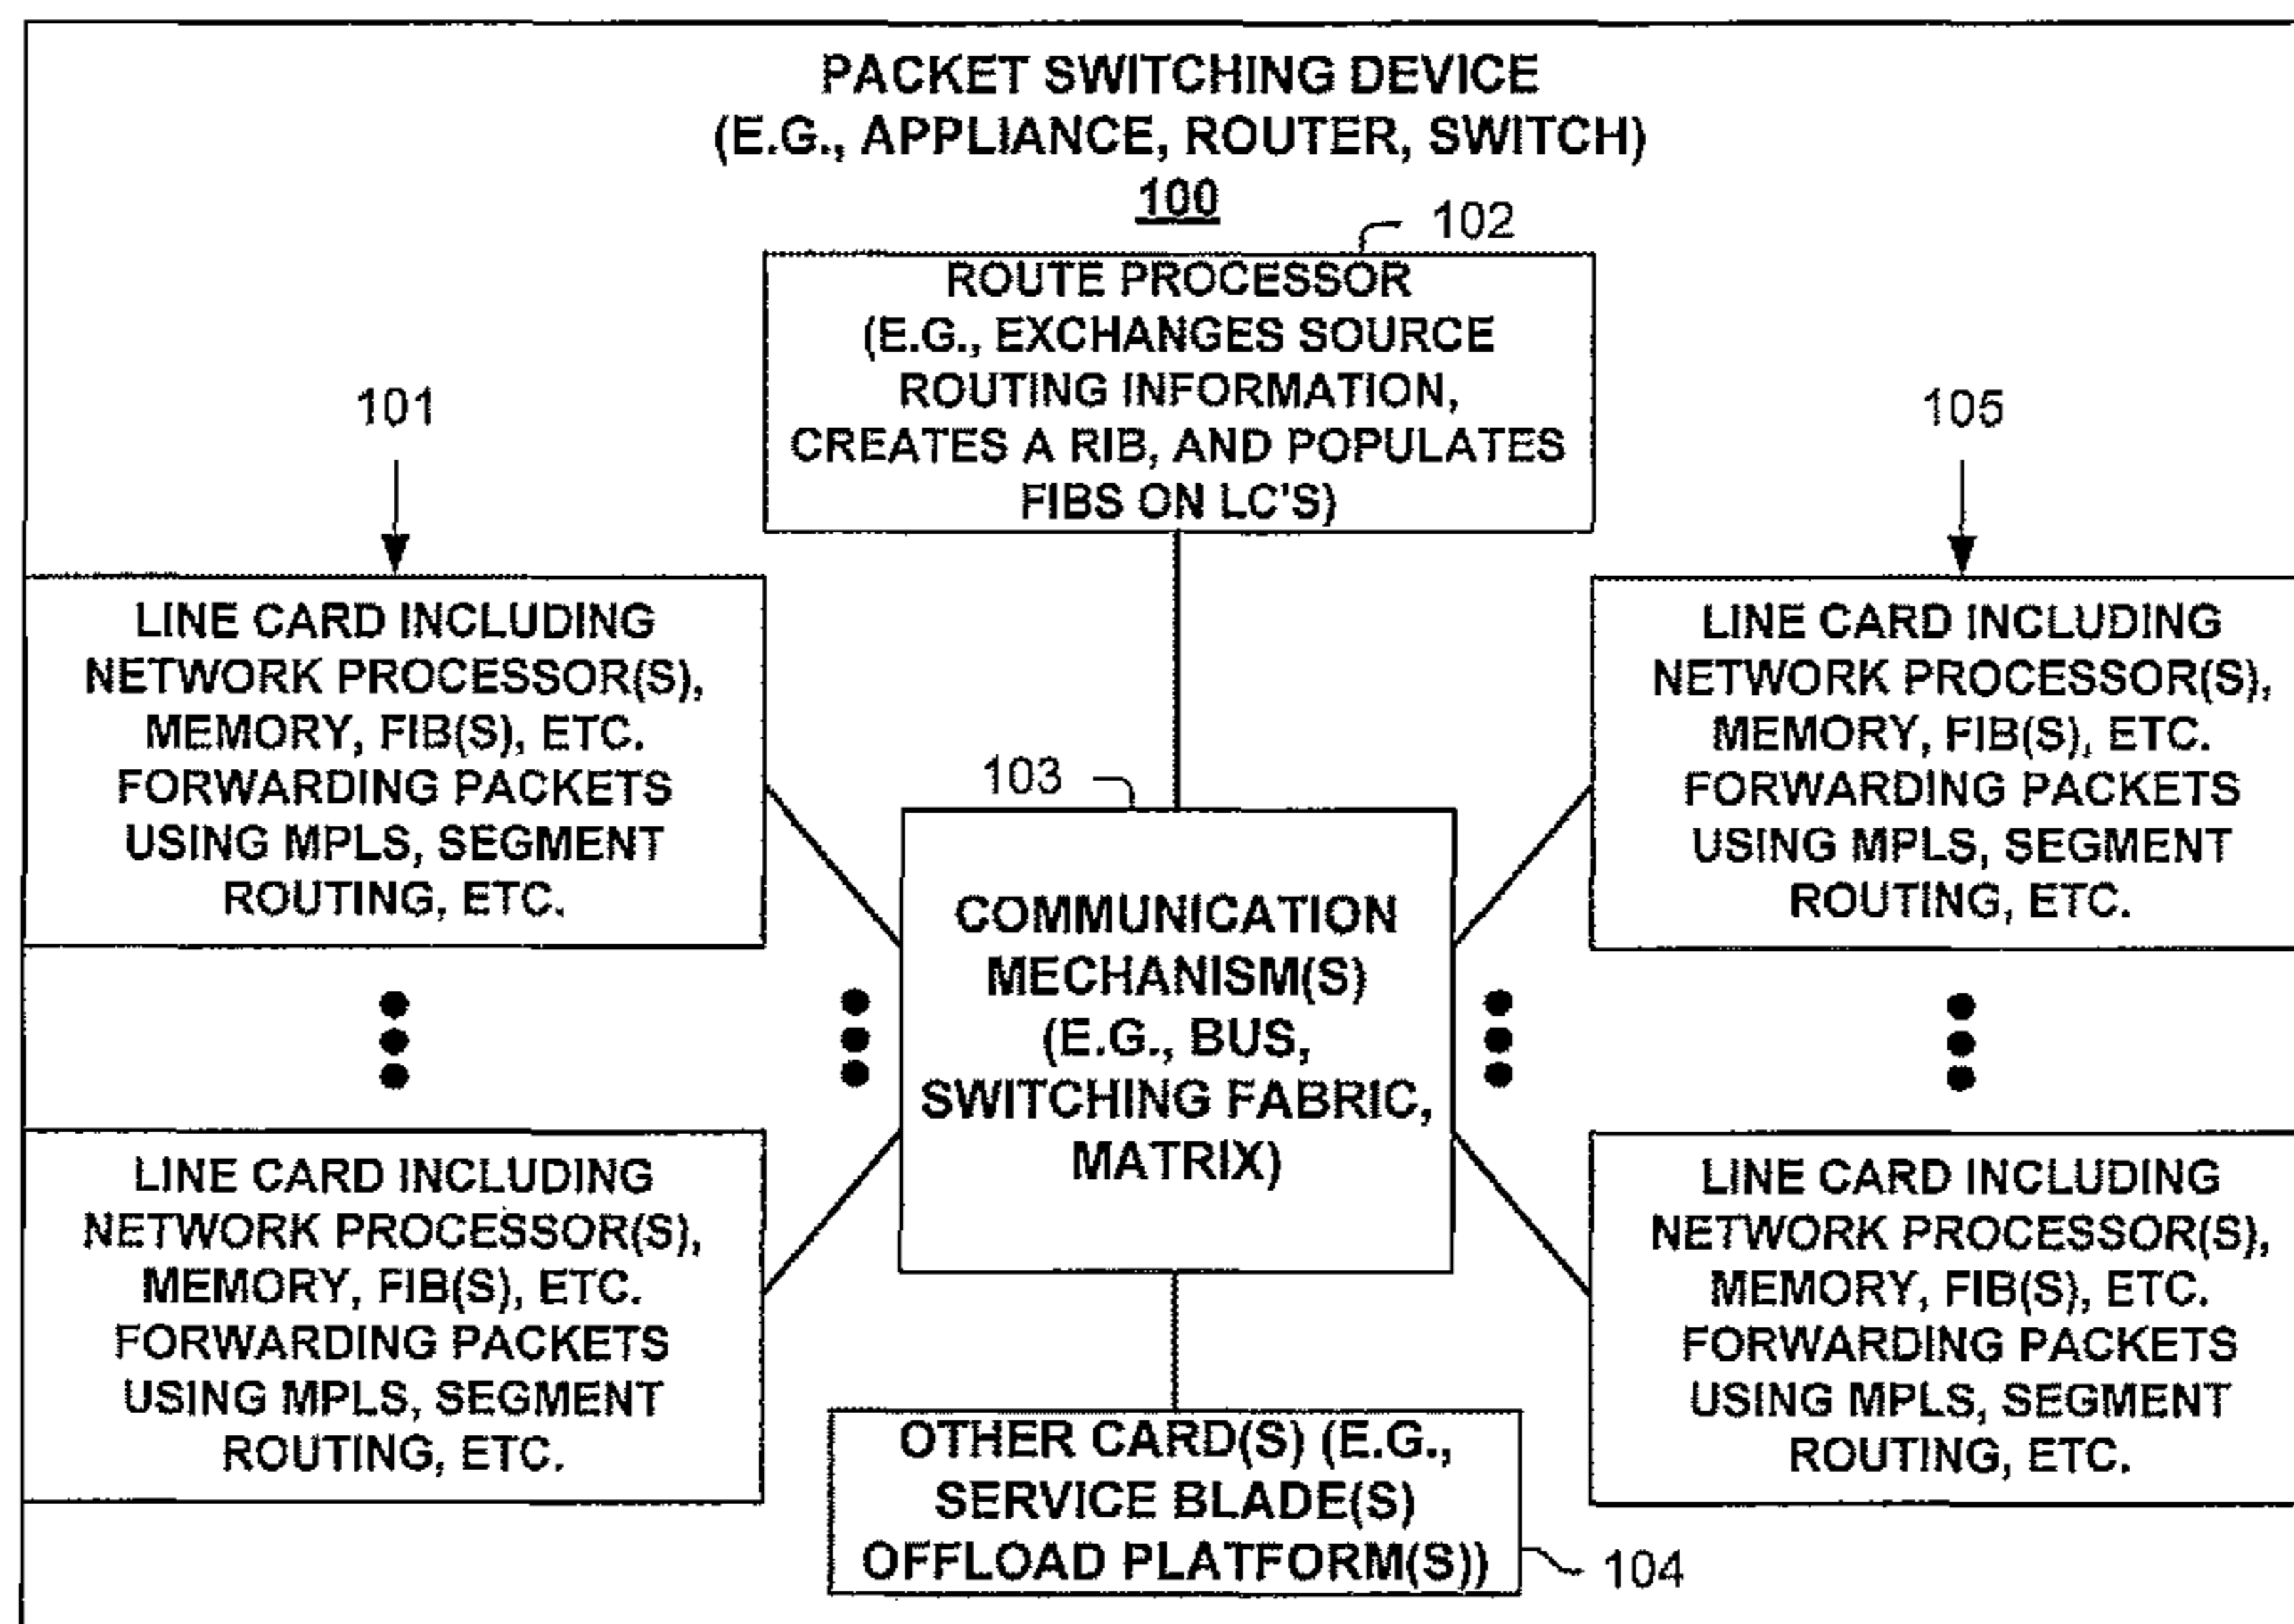 PACKET SWITCHING DEVICE
(E.G., APPLIANCE, ROUTER, SWITCH)
100
102
ROUTE PROCESSOR
(E.G., EXCHANGES SOURCE
ROUTING INFORMATION,
CREATES A RIB, AND POPULATES
FIBS ON LC'S)
101
105
LINE CARD INCLUDING
NETWORK PROCESSOR(S),
MEMORY, FIB(S), ETC.
FORWARDING PACKETS
USING MPLS, SEGMENT
ROUTING, ETC.
LINE CARD INCLUDING
NETWORK PROCESSOR(S),
MEMORY, FIB(S), ETC.
FORWARDING PACKETS
USING MPLS, SEGMENT
ROUTING, ETC.
103
COMMUNICATION
MECHANISM(S)
(E.G., BUS,
SWITCHING FABRIC,
MATRIX)
LINE CARD INCLUDING
NETWORK PROCESSOR(S),
MEMORY, FIB(S), ETC.
FORWARDING PACKETS
USING MPLS, SEGMENT
ROUTING, ETC.
LINE CARD INCLUDING
NETWORK PROCESSOR(S),
MEMORY, FIB(S), ETC.
FORWARDING PACKETS
USING MPLS, SEGMENT
ROUTING, ETC.
OTHER CARD(S) (E.G.,
SERVICE BLADE(S)
OFFLOAD PLATFORM(S))
104